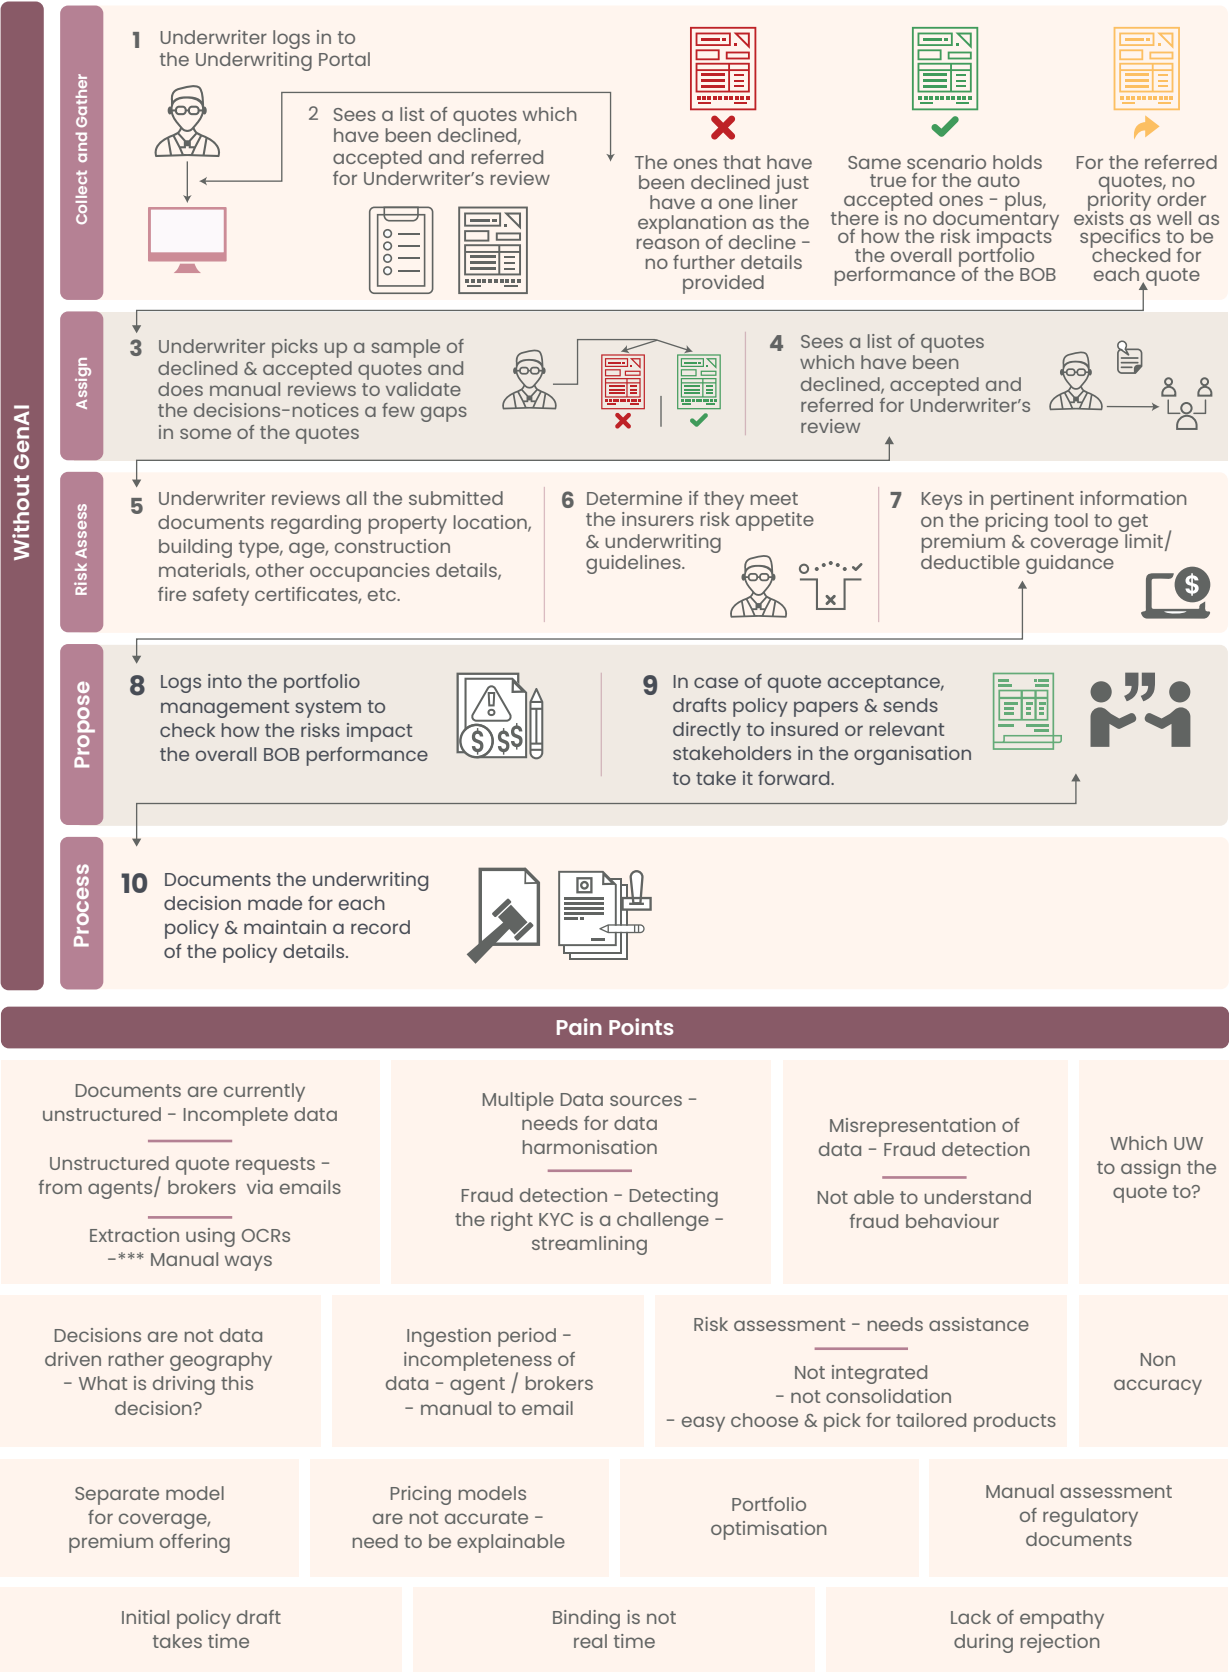 Without GenAI
Collect and Gather
1
Underwriter logs in to
the Underwriting Portal
2
Sees a list of quotes which
have been declined,
accepted and referred
for Underwriter's review
The ones that have
been declined just
have a one liner
explanation as the
reason of decline -
no further details
provided
Same scenario holds
true for the auto
accepted ones - plus,
there is no documentary
of how the risk impacts
the overall portfolio
performance of the BOB
For the referred
quotes, no
priority order
exists as well as
specifics to be
checked for
each quote
Assign
3
Underwriter picks up a sample of
declined & accepted quotes and
does manual reviews to validate
the decisions-notices a few gaps
in some of the quotes
4
Sees a list of quotes
which have been
declined, accepted and
referred for Underwriter's
review
Risk Assess
5
Underwriter reviews all the submitted
documents regarding property location,
building type, age, construction
materials, other occupancies details,
fire safety certificates, etc.
6
Determine if they meet
the insurers risk appetite
& underwriting
guidelines.
7
Keys in pertinent information
on the pricing tool to get
premium & coverage limit/
deductible guidance
$
Propose
8
Logs into the portfolio
management system to
check how the risks impact
the overall BOB performance
$ $$
9
In case of quote acceptance,
drafts policy papers & sends
directly to insured or relevant
stakeholders in the organisation
to take it forward.
Process
10
Documents the underwriting
decision made for each
policy & maintain a record
of the policy details.
Pain Points
Documents are currently
unstructured - Incomplete data
Unstructured quote requests -
from agents/ brokers via emails
Extraction using OCRs
-*** Manual ways
Multiple Data sources -
needs for data
harmonisation
Fraud detection - Detecting
the right KYC is a challenge -
streamlining
Misrepresentation of
data - Fraud detection
Not able to understand
fraud behaviour
Which UW
to assign the
quote to?
Decisions are not data
driven rather geography
- What is driving this
decision?
Ingestion period -
incompleteness of
data - agent / brokers
- manual to email
Risk assessment - needs assistance
Not integrated
- not consolidation
- easy choose & pick for tailored products
Non
accuracy
Separate model
for coverage,
premium offering
Pricing models
are not accurate -
need to be explainable
Portfolio
optimisation
Manual assessment
of regulatory
documents
Initial policy draft
takes time
Binding is not
real time
Lack of empathy
during rejection